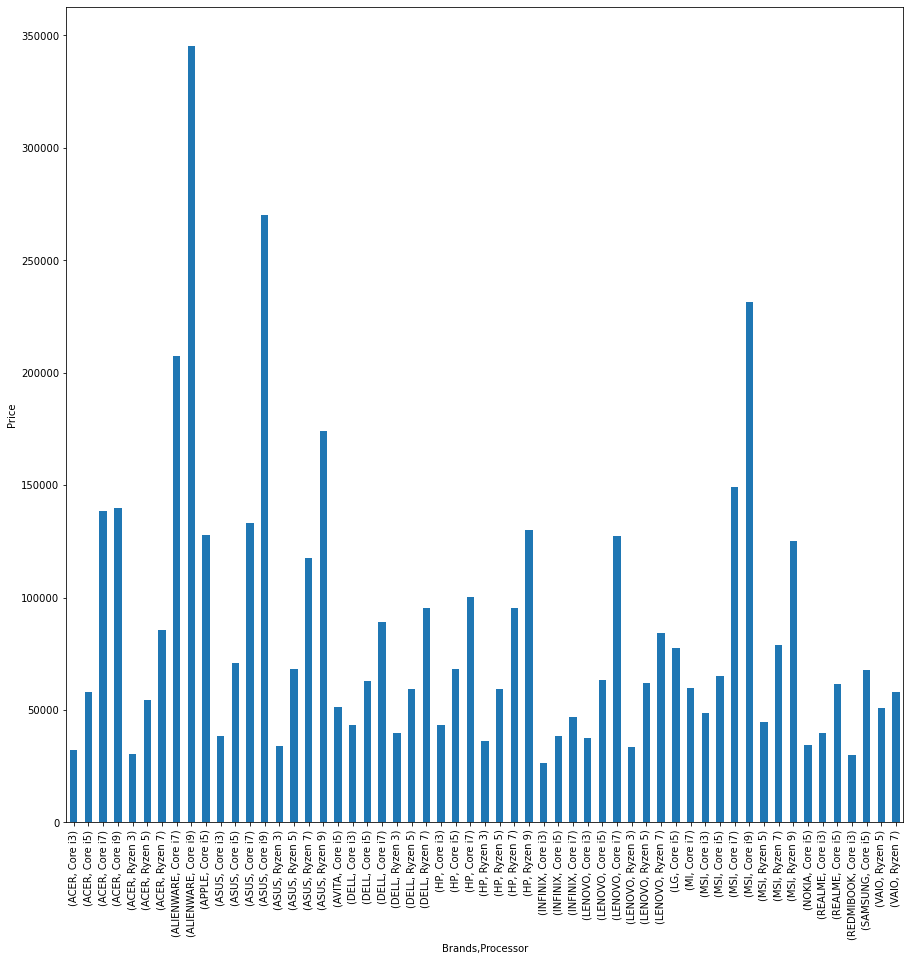 350000
300000
250000
200000
150000
100000
50000
0
Price
(ACER, Core i3)
(ACER, Core i5)
(ACER, Core i7)
(ACER, Core i9)
(ACER, Ryzen 3)
(ACER, Ryzen 5)
(ACER, Ryzen 7)
(ALIENWARE, Core i7)
(ALIENWARE, Core i9)
(APPLE, Core i5)
(ASUS, Core i3)
(ASUS, Core i5)
(ASUS, Core i7)
(ASUS, Core i9)
(ASUS, Ryzen 3)
(ASUS, Ryzen 5)
(ASUS, Ryzen 7)
(ASUS, Ryzen 9)
(AVITA, Core i5)
(DELL, Core i3)
(DELL, Core i5)
(DELL, Core i7)
(DELL, Ryzen 3)
(DELL, Ryzen 5)
(DELL, Ryzen 7)
(HP, Core i3)
(HP, Core i5)
(HP, Core i7)
(HP, Ryzen 3)
(HP, Ryzen 5)
(HP, Ryzen 7)
(HP, Ryzen 9)
(INFINIX, Core i3)
(INFINIX, Core i5)
(INFINIX, Core i7)
(LENOVO, Core i3)
(LENOVO, Core i5)
(LENOVO, Core i7)
(LENOVO, Ryzen 3)
(LENOVO, Ryzen 5)
(LENOVO, Ryzen 7)
(LG, Core i5)
(MI, Core i7)
(MSI, Core i3)
(MSI, Core i5)
(MSI, Core i7)
(MSI, Core i9)
(MSI, Ryzen 5)
(MSI, Ryzen 7)
(MSI, Ryzen 9)
(NOKIA, Core i5)
(REALME, Core i3)
(REALME, Core i5)
(REDMIBOOK, Core i3)
(SAMSUNG, Core i5)
(VAIO, Ryzen 5)
(VAIO, Ryzen 7)
Brands,Processor